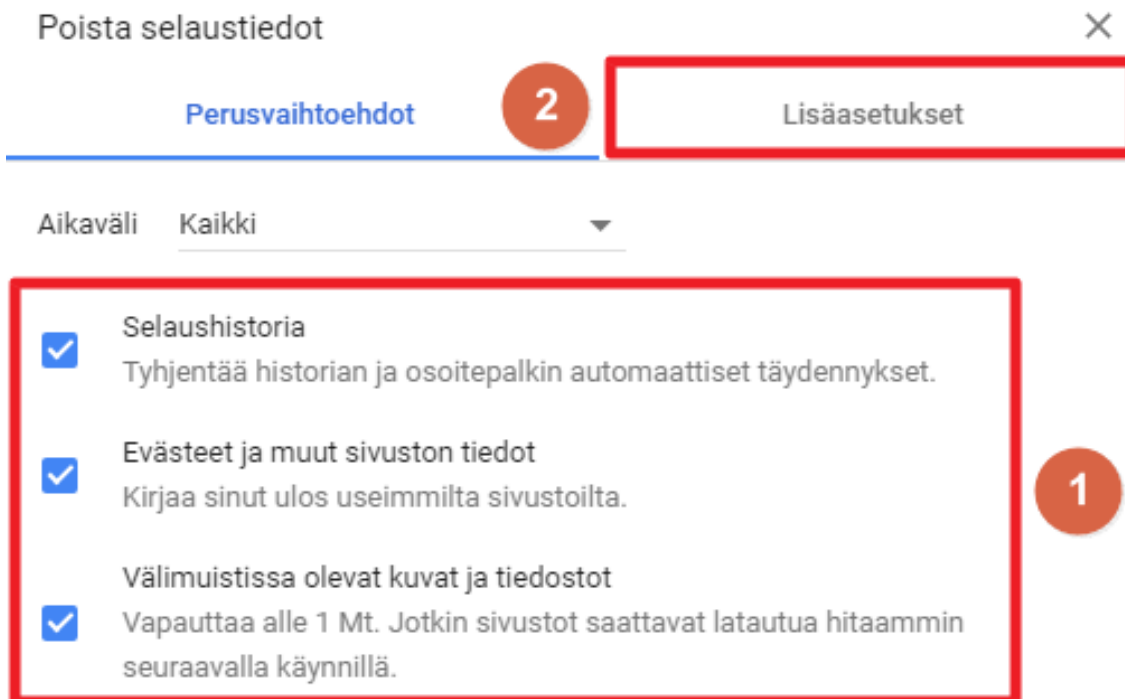 Poista selaustiedot
Perusvaihtoehdot
2
Lisäasetukset
Aikaväli Kaikki
Selaushistoria
Tyhjentää historian ja osoitepalkin automaattiset täydennykset.
Evästeet ja muut sivuston tiedot
Kirjaa sinut ulos useimmilta sivustoilta.
1
Välimuistissa olevat kuvat ja tiedostot
Vapauttaa alle 1 Mt. Jotkin sivustot saattavat latautua hitaammin
seuraavalla käynnillä.